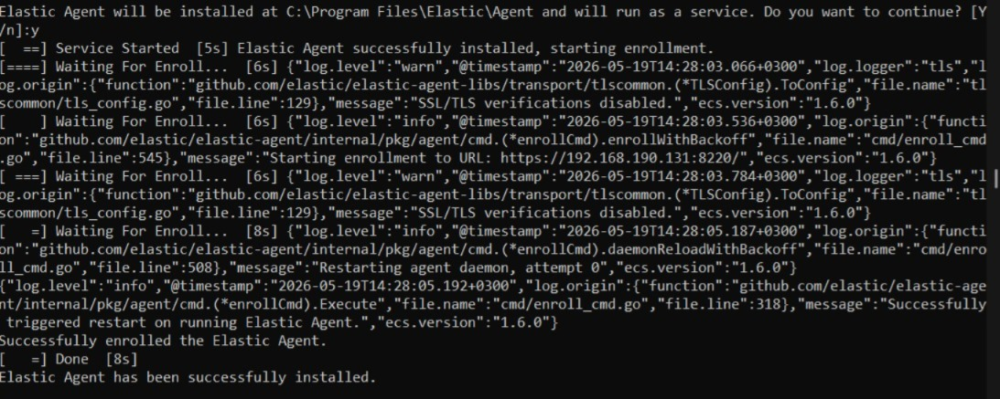 Elastic Agent will be installed at C:\Program Files\Elastic\Agent and will run as a service. Do you want to continue? [Y
/n]:y
[  ==] Service Started  [5s] Elastic Agent successfully installed, starting enrollment.
[====] Waiting For Enroll...  [6s] {"log.level":"warn","@timestamp":"2026-05-19T14:28:03.066+0300","log.logger":"tls","l
og.origin":{"function":"github.com/elastic/elastic-agent-libs/transport/tlscommon.(*TLSConfig).ToConfig","file.name":"tl
scommon/tls_config.go","file.line":129},"message":"SSL/TLS verifications disabled.","ecs.version":"1.6.0"}
[    ] Waiting For Enroll...  [6s] {"log.level":"info","@timestamp":"2026-05-19T14:28:03.536+0300","log.origin":{"functi
on":"github.com/elastic/elastic-agent/internal/pkg/agent/cmd.(*enrollCmd).enrollWithBackoff","file.name":"cmd/enroll_cmd
.go","file.line":545},"message":"Starting enrollment to URL: https://192.168.190.131:8220/","ecs.version":"1.6.0"}
[ ===] Waiting For Enroll...  [6s] {"log.level":"warn","@timestamp":"2026-05-19T14:28:03.784+0300","log.logger":"tls","l
og.origin":{"function":"github.com/elastic/elastic-agent-libs/transport/tlscommon.(*TLSConfig).ToConfig","file.name":"tl
scommon/tls_config.go","file.line":129},"message":"SSL/TLS verifications disabled.","ecs.version":"1.6.0"}
[   =] Waiting For Enroll...  [8s] {"log.level":"info","@timestamp":"2026-05-19T14:28:05.187+0300","log.origin":{"functi
on":"github.com/elastic/elastic-agent/internal/pkg/agent/cmd.(*enrollCmd).daemonReloadWithBackoff","file.name":"cmd/enro
ll_cmd.go","file.line":508},"message":"Restarting agent daemon, attempt 0","ecs.version":"1.6.0"}
{"log.level":"info","@timestamp":"2026-05-19T14:28:05.192+0300","log.origin":{"function":"github.com/elastic/elastic-age
nt/internal/pkg/agent/cmd.(*enrollCmd).Execute","file.name":"cmd/enroll_cmd.go","file.line":318},"message":"Successfully
 triggered restart on running Elastic Agent.","ecs.version":"1.6.0"}
Successfully enrolled the Elastic Agent.
[   =] Done  [8s]
Elastic Agent has been successfully installed.